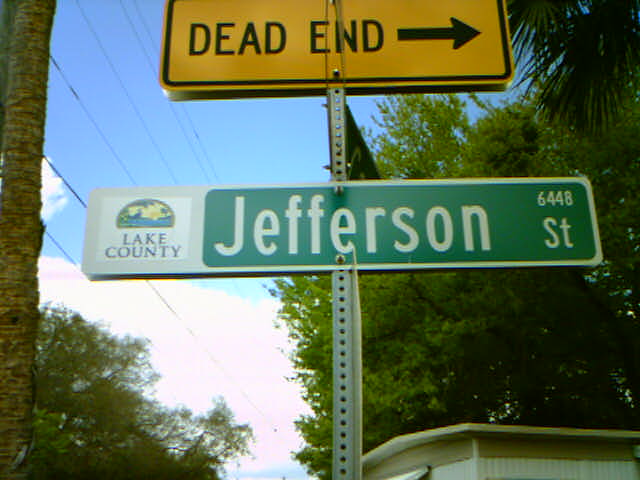 DEAD END
LAKE
COUNTY
Jefferson St
6448